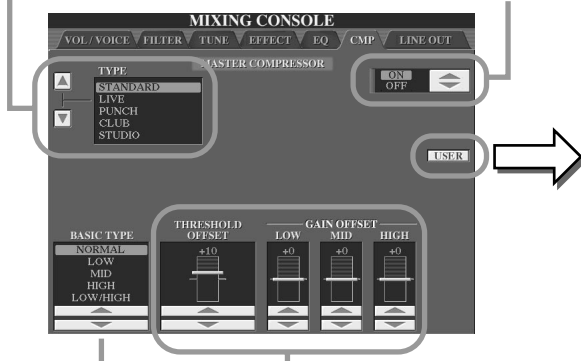 MIXING CONSOLE
VOL / VOICE FILTER TUNE EFFECT EQ CMP LINE OUT
MASTER COMPRESSOR
TYPE
STANDARD
LIVE
PUNCH
CLUB
STUDIO
ON
OFF
USER
BASIC TYPE
NORMAL
LOW
MID
HIGH
LOW/HIGH
THRESHOLD
OFFSET
+10
GAIN OFFSET
LOW MID HIGH
+0 +0 +0